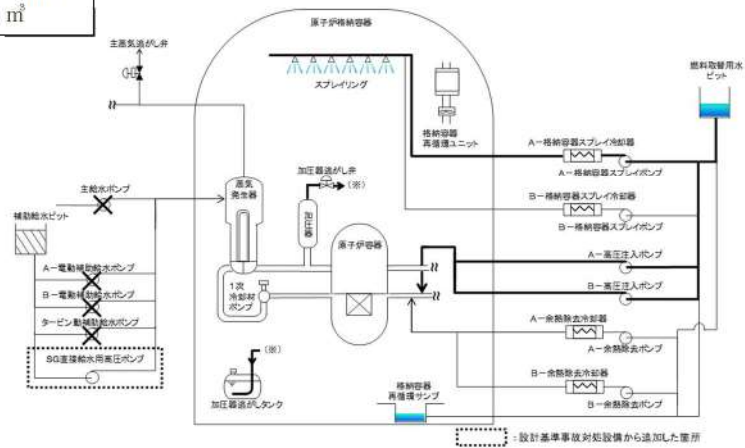 m³
原子炉格納容器
主蒸気逃がし弁
スプレイリング
燃料取替用水
ピット
格納容器
再循環ユニット
A－格納容器スプレイ冷却器
A－格納容器スプレイポンプ
加圧器逃がし弁
(※)
蒸気
発生器
主給水ポンプ
補助給水ピット
B－格納容器スプレイ冷却器
B－格納容器スプレイポンプ
加圧器
原子炉容器
A－高圧注入ポンプ
B－高圧注入ポンプ
A－電動補助給水ポンプ
B－電動補助給水ポンプ
タービン動補助給水ポンプ
SG直接給水用高圧ポンプ
1次
冷却材
ポンプ
A－余熱除去冷却器
A－余熱除去ポンプ
(※)
加圧器逃がしタンク
格納容器
再循環サンプ
B－余熱除去冷却器
B－余熱除去ポンプ
：設計基準事故対処設備から追加した箇所